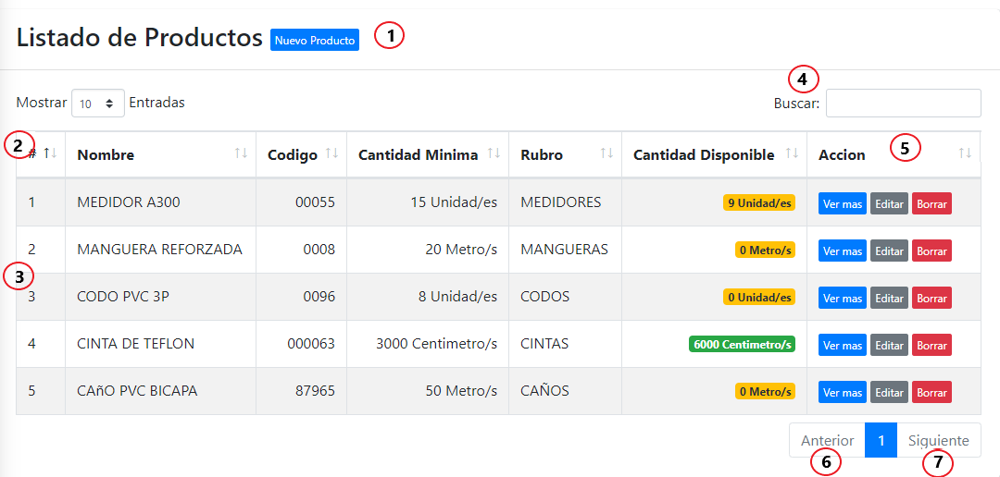 Listado de Productos Nuevo Producto 1
Mostrar 10 Entradas
4
Buscar:
2 # Nombre Codigo Cantidad Minima Rubro Cantidad Disponible Accion 5
1 MEDIDOR A300 00055 15 Unidad/es MEDIDORES 9 Unidad/es Ver mas Editar Borrar
2 MANGUERA REFORZADA 0008 20 Metro/s MANGUERAS 0 Metro/s Ver mas Editar Borrar
3
3 CODO PVC 3P 0096 8 Unidad/es CODOS 0 Unidad/es Ver mas Editar Borrar
4 CINTA DE TEFLON 000063 3000 Centimetro/s CINTAS 6000 Centimetro/s Ver mas Editar Borrar
5 CAñO PVC BICAPA 87965 50 Metro/s CAÑOS 0 Metro/s Ver mas Editar Borrar
Anterior 1 Siguiente
6 7